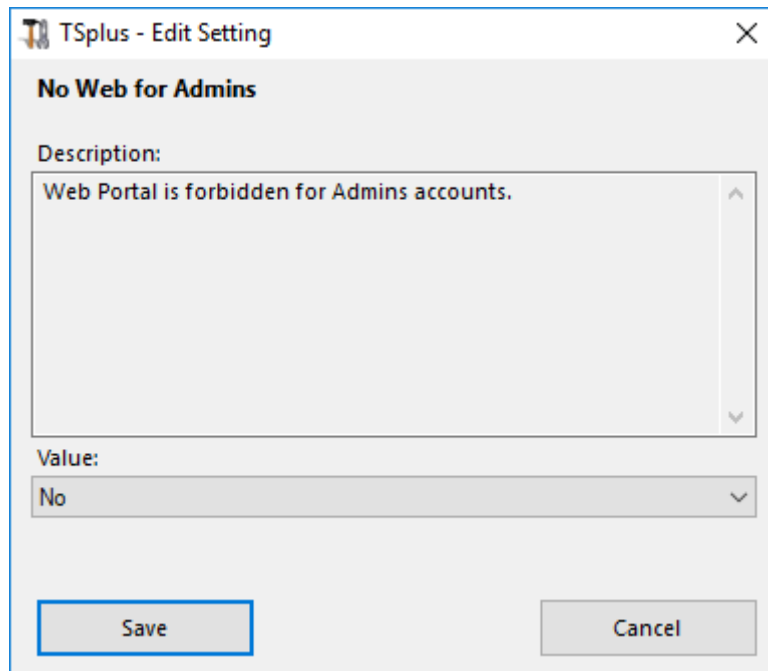 TSplus - Edit Setting
No Web for Admins
Description:
Web Portal is forbidden for Admins accounts.
Value:
No
Save
Cancel